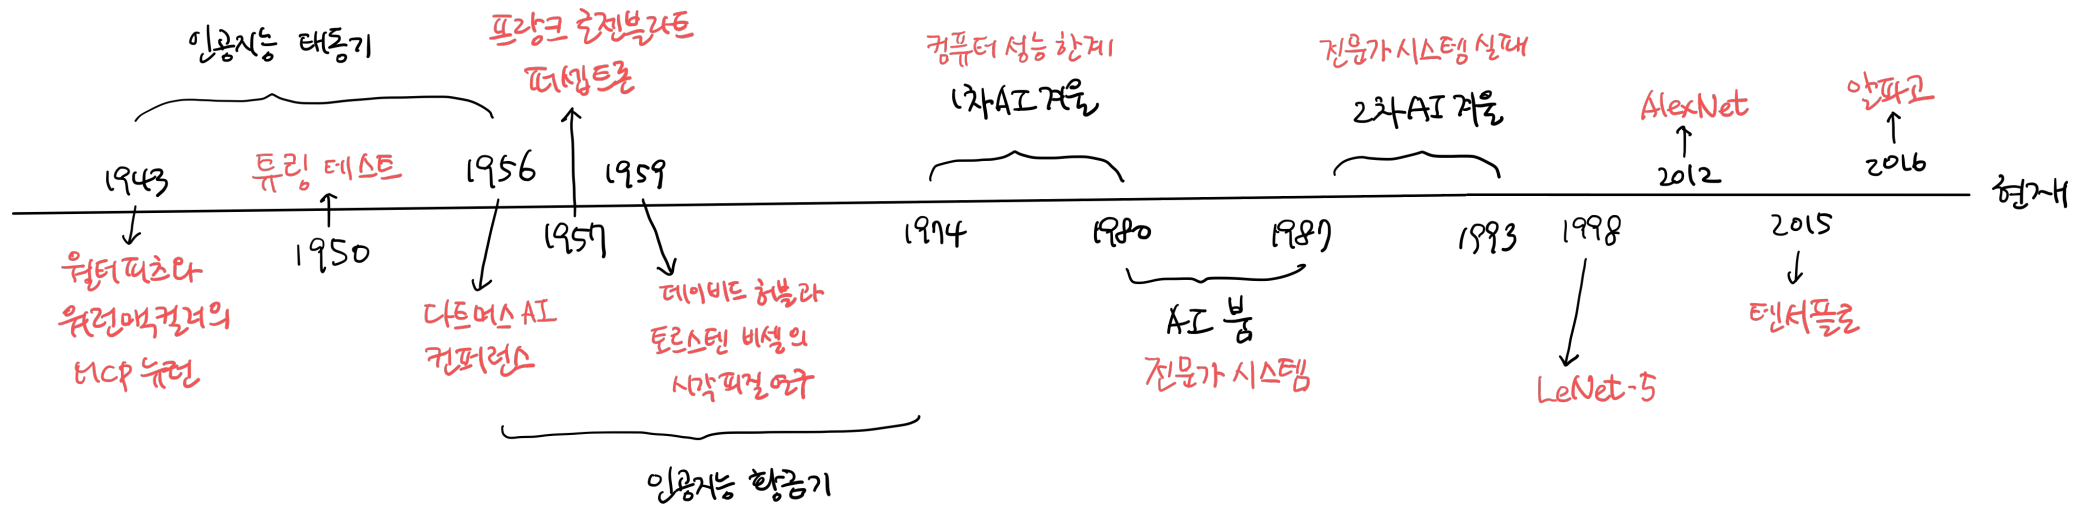 인공지능 태동기
프랑크 로젠블라트
퍼셉트론
컴퓨터 성능 한계
1차 AI 겨울
전문가 시스템 실패
2차 AI 겨울
AlexNet
알파고
1943
튜링 테스트
1956
1959
2012
2016
현재
1950
1957
1974
1980
1987
1993
1998
2015
월터 피츠와
워런 맥컬러의
MCP 뉴런
다트머스 AI
컨퍼런스
데이비드 허블과
토르스텐 비셀의
시각 피질 연구
AI 붐
전문가 시스템
LeNet-5
텐서플로
인공지능 황금기